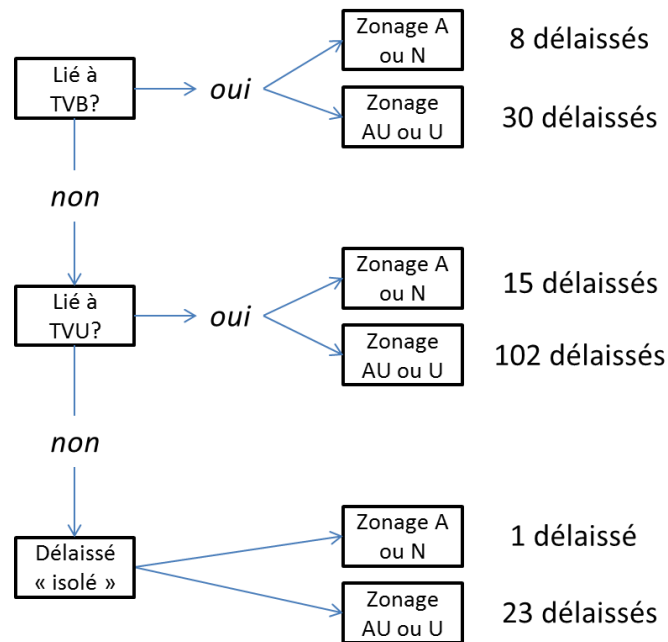 Lié à
TVB?
oui
Zonage A
ou N
8 délaissés
Zonage
AU ou U
30 délaissés
non
Lié à
TVU?
oui
Zonage A
ou N
15 délaissés
Zonage
AU ou U
102 délaissés
non
Délaissé
« isolé »
Zonage A
ou N
1 délaissé
Zonage
AU ou U
23 délaissés